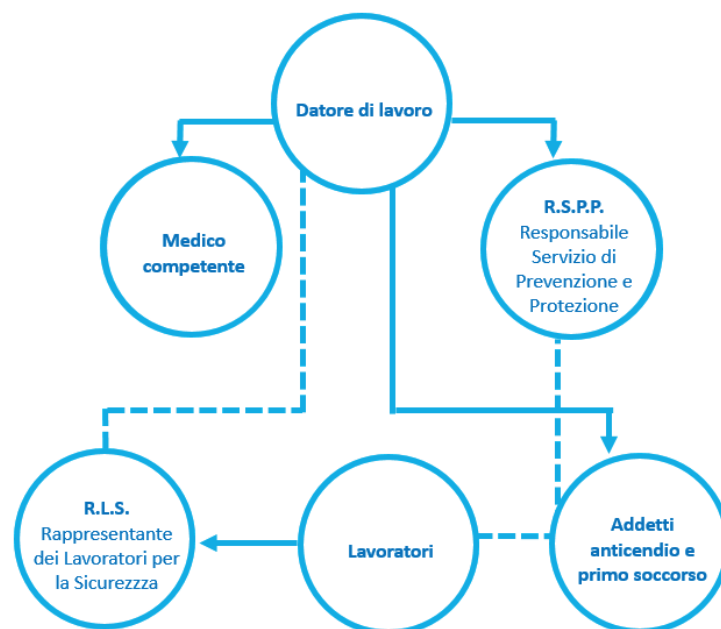 Datore di lavoro
Medico
competente
R.S.P.P.
Responsabile
Servizio di
Prevenzione e
Protezione
R.L.S.
Rappresentante
dei Lavoratori per
la Sicurezzza
Lavoratori
Addetti
anticendio e
primo soccorso